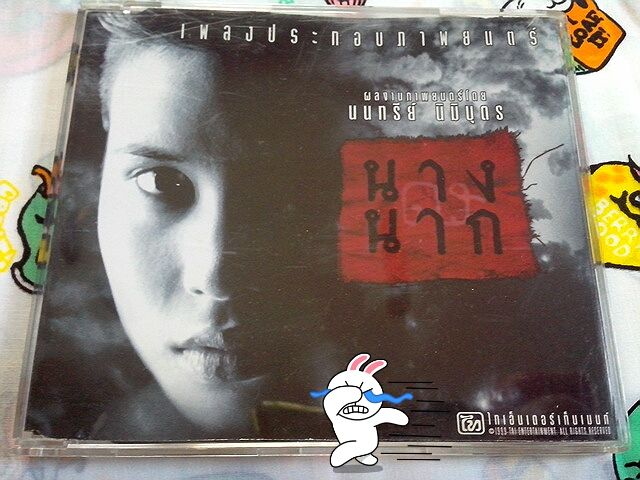 เพลงประกอบภาพยนตร์
ผลงานภาพยนตร์โดย
นนทรีย์ นิมิบุตร
นาง
นาก
ไท
ไทเอ็นเตอร์เท็นเมนท์
© 1999 TAI ENTERTAINMENT. ALL RIGHTS RESERVED